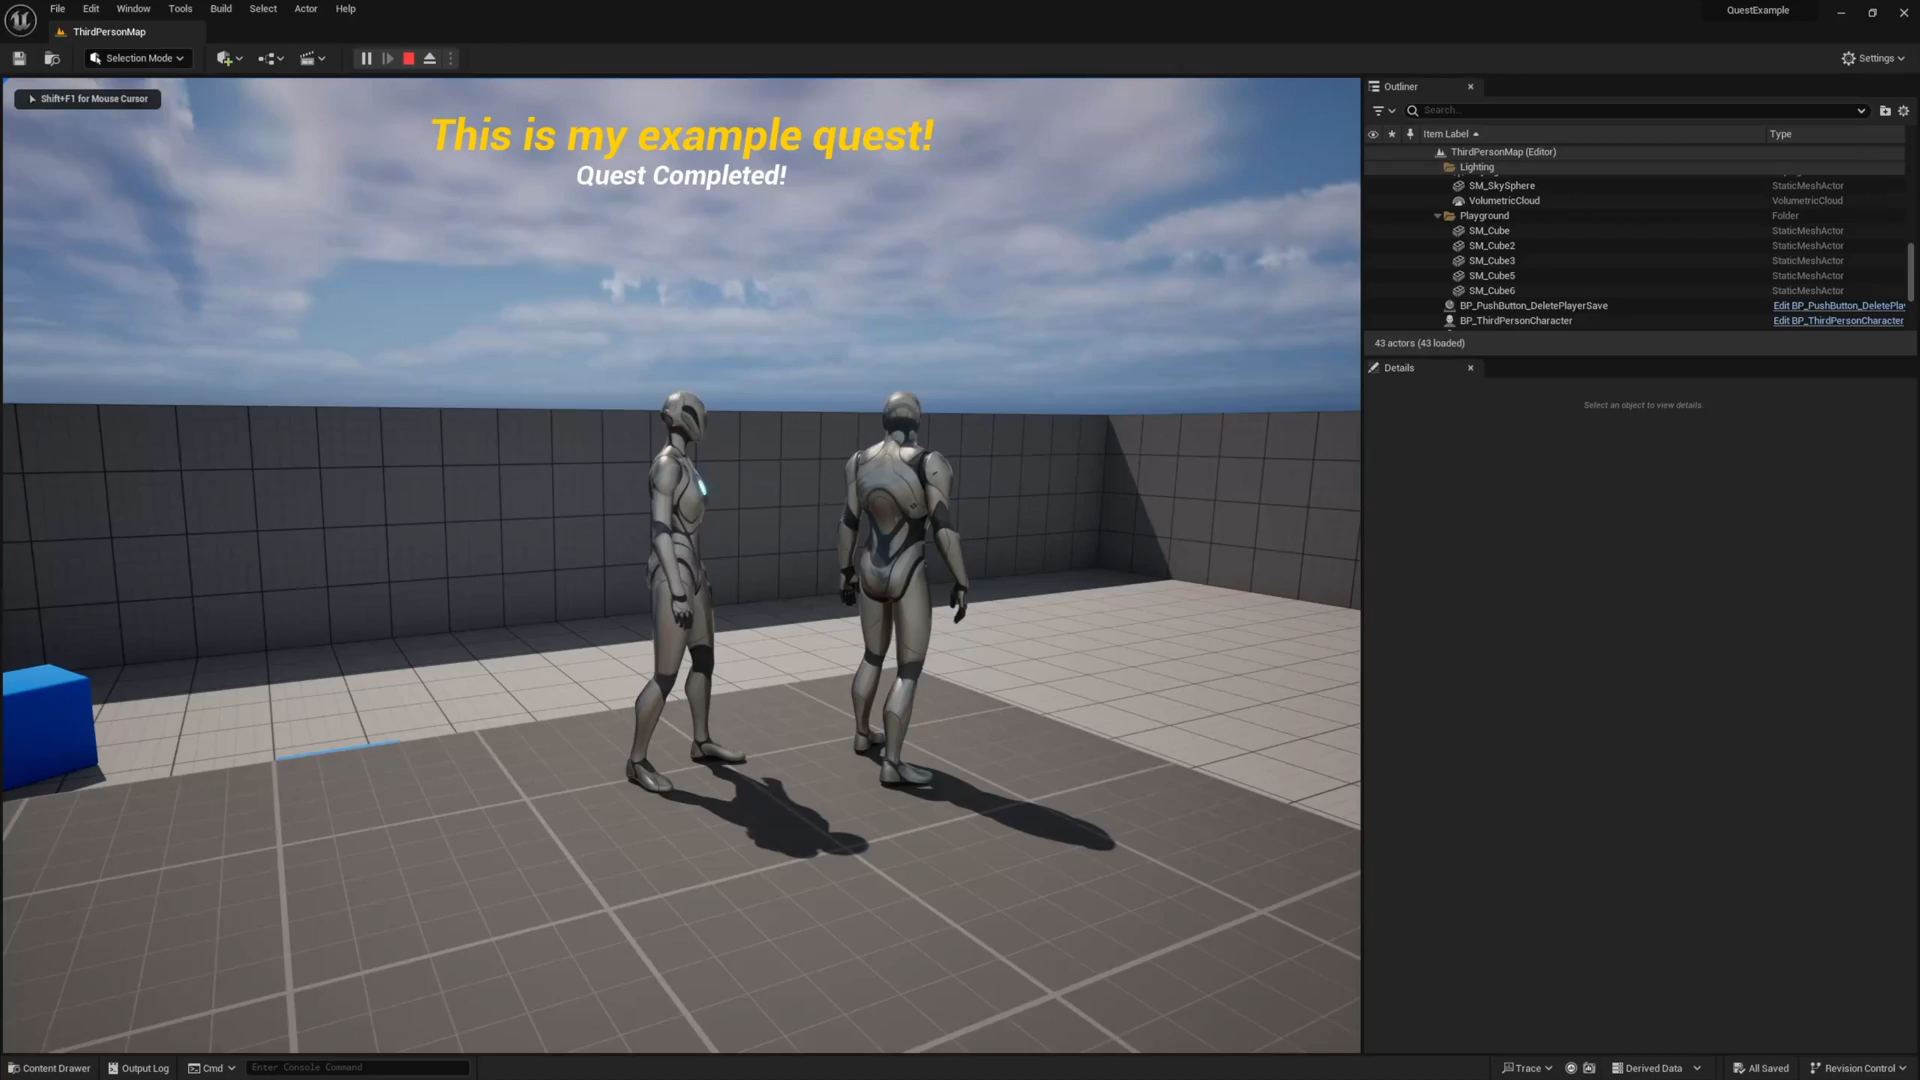 File Edit Window Tools Build Select Actor Help
QuestExample
ThirdPersonMap
Selection Mode
Settings
Shift+F1 for Mouse Cursor
This is my example quest!
Quest Completed!
Outliner
Search...
Item Label Type
ThirdPersonMap (Editor)
Lighting
SM_SkySphere StaticMeshActor
VolumetricCloud VolumetricCloud
Playground Folder
SM_Cube StaticMeshActor
SM_Cube2 StaticMeshActor
SM_Cube3 StaticMeshActor
SM_Cube5 StaticMeshActor
SM_Cube6 StaticMeshActor
BP_PushButton_DeletePlayerSave Edit BP_PushButton_DeletePla
BP_ThirdPersonCharacter Edit BP_ThirdPersonCharacter
43 actors (43 loaded)
Details
Select an object to view details.
Content Drawer Output Log Cmd Enter Console Command Trace Derived Data All Saved Revision Control